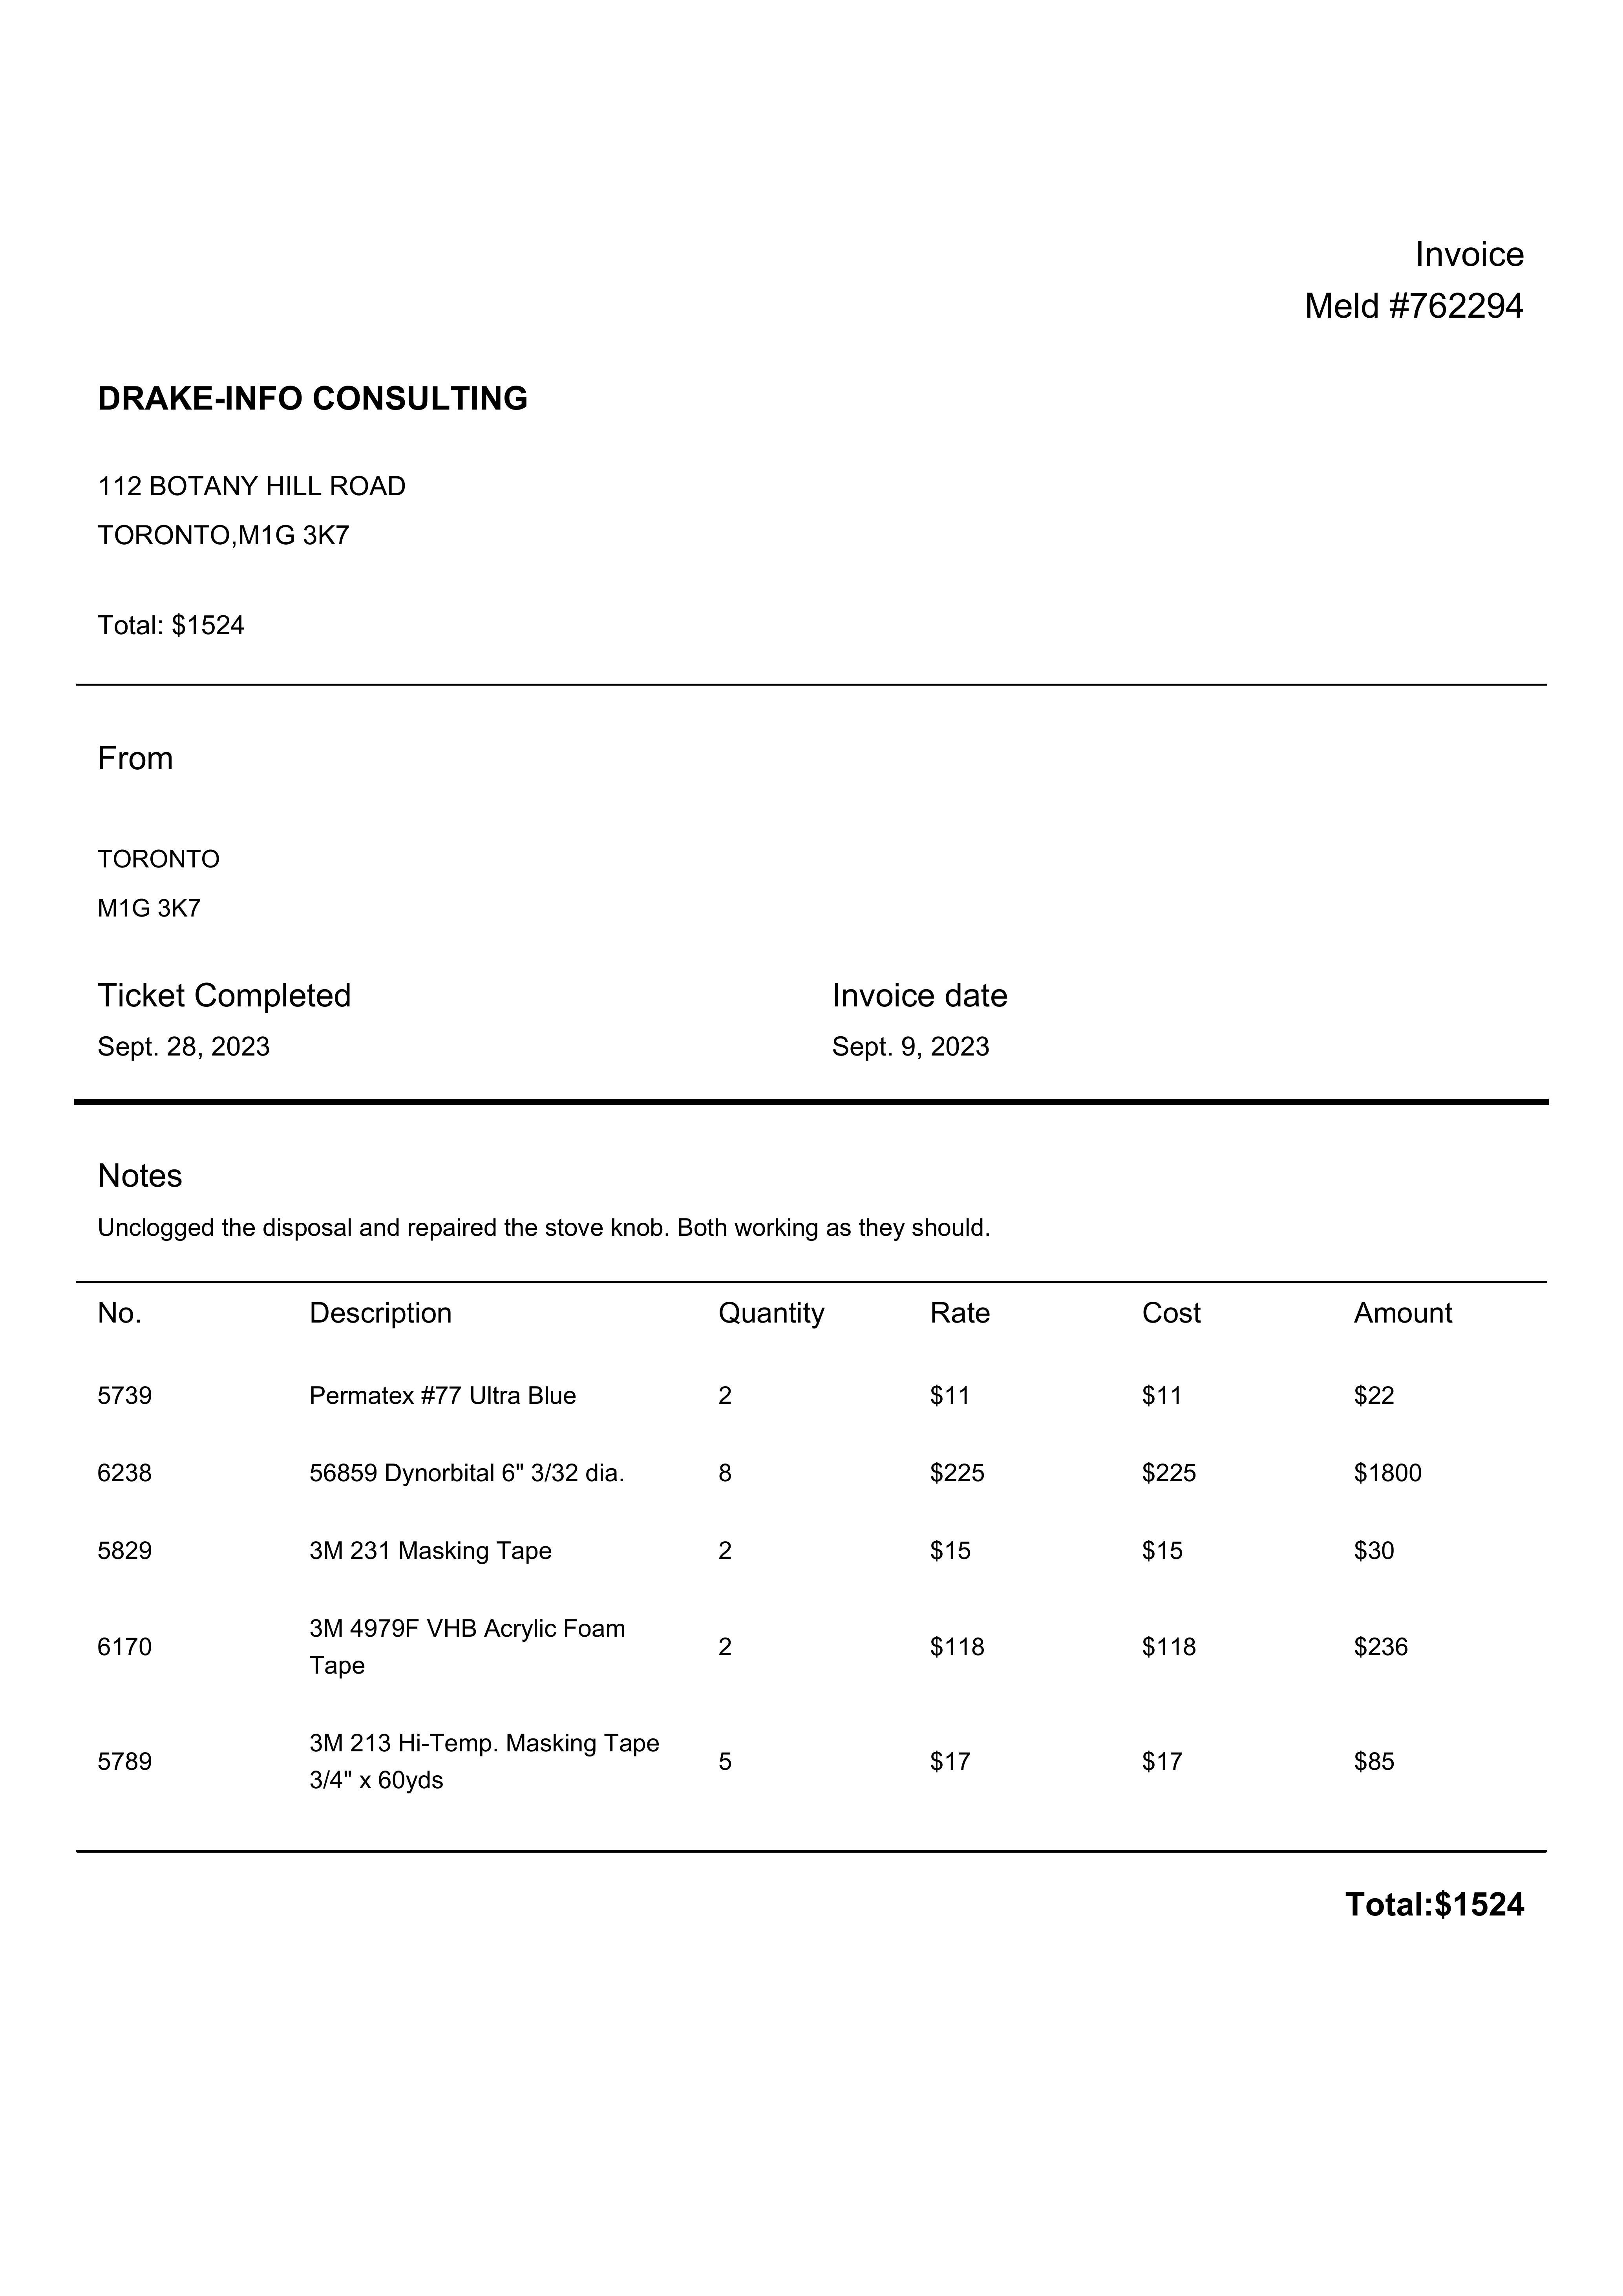 Invoice
Meld #762294
DRAKE-INFO CONSULTING
112 BOTANY HILL ROAD
TORONTO,M1G 3K7
Total: $1524
From
TORONTO
M1G 3K7
Ticket Completed Invoice date
Sept. 28, 2023 Sept. 9, 2023
Notes
Unclogged the disposal and repaired the stove knob. Both working as they should.
No. Description Quantity Rate Cost Amount
5739 Permatex #77 Ultra Blue 2 $11 $11 $22
6238 56859 Dynorbital 6" 3/32 dia. 8 $225 $225 $1800
5829 3M 231 Masking Tape 2 $15 $15 $30
6170 3M 4979F VHB Acrylic Foam 2 $118 $118 $236
Tape
5789 3M 213 Hi-Temp. Masking Tape 5 $17 $17 $85
3/4" x 60yds
Total:$1524